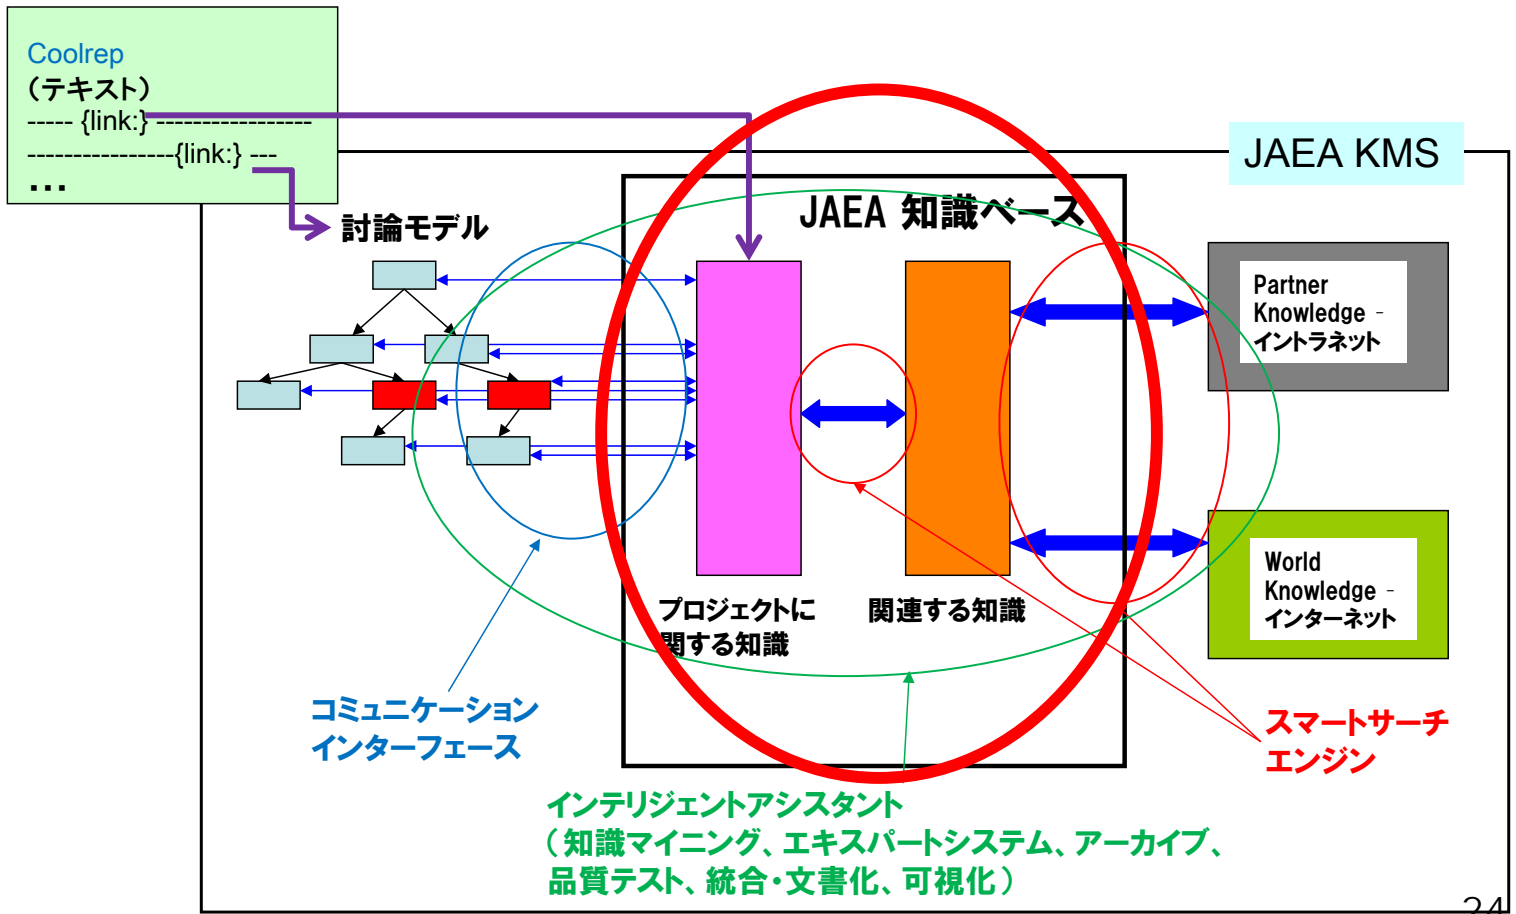 Coolrep
（テキスト）
----- {link:} -----------------
----------------{link:} ---
…
JAEA KMS
討論モデル
JAEA 知識ベース
Partner
Knowledge -
イントラネット
World
Knowledge -
インターネット
プロジェクトに
関する知識
関連する知識
コミュニケーション
インターフェース
スマートサーチ
エンジン
インテリジェントアシスタント
（知識マイニング、エキスパートシステム、アーカイブ、
品質テスト、統合・文書化、可視化）
24